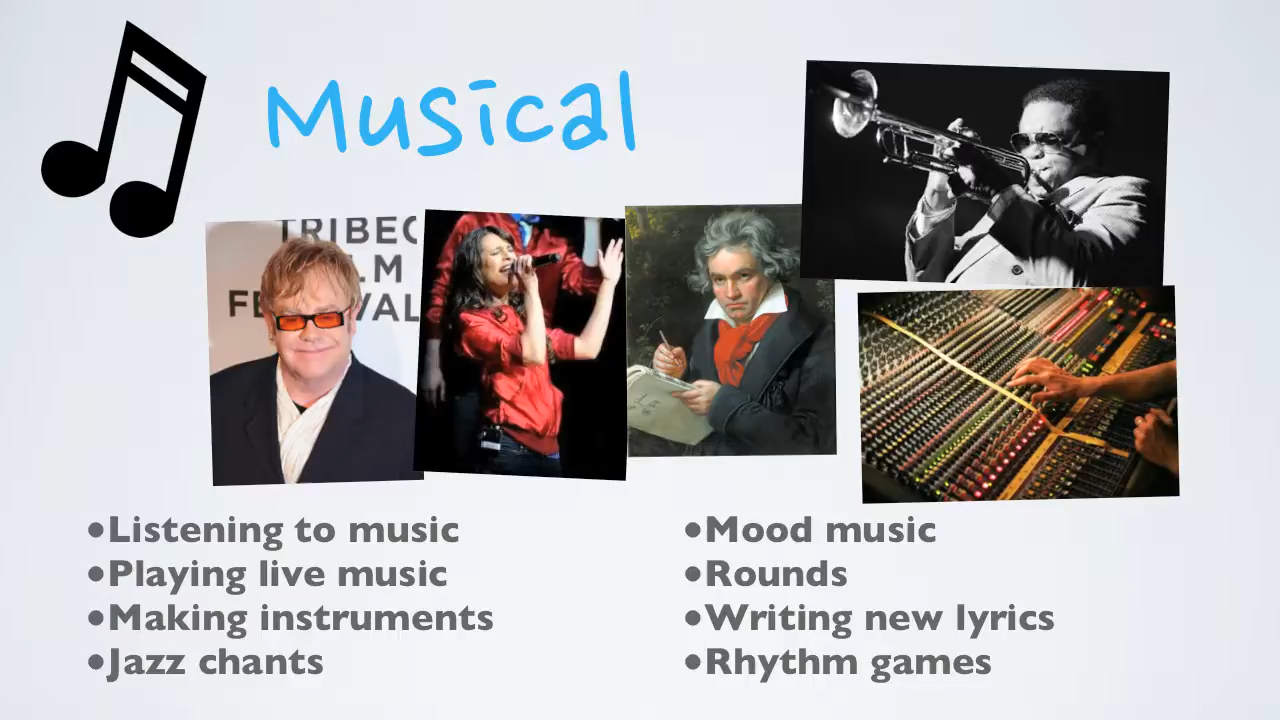 Musical
TRIBEC
FILM
FESTIVAL
•Listening to music
•Playing live music
•Making instruments
•Jazz chants
•Mood music
•Rounds
•Writing new lyrics
•Rhythm games